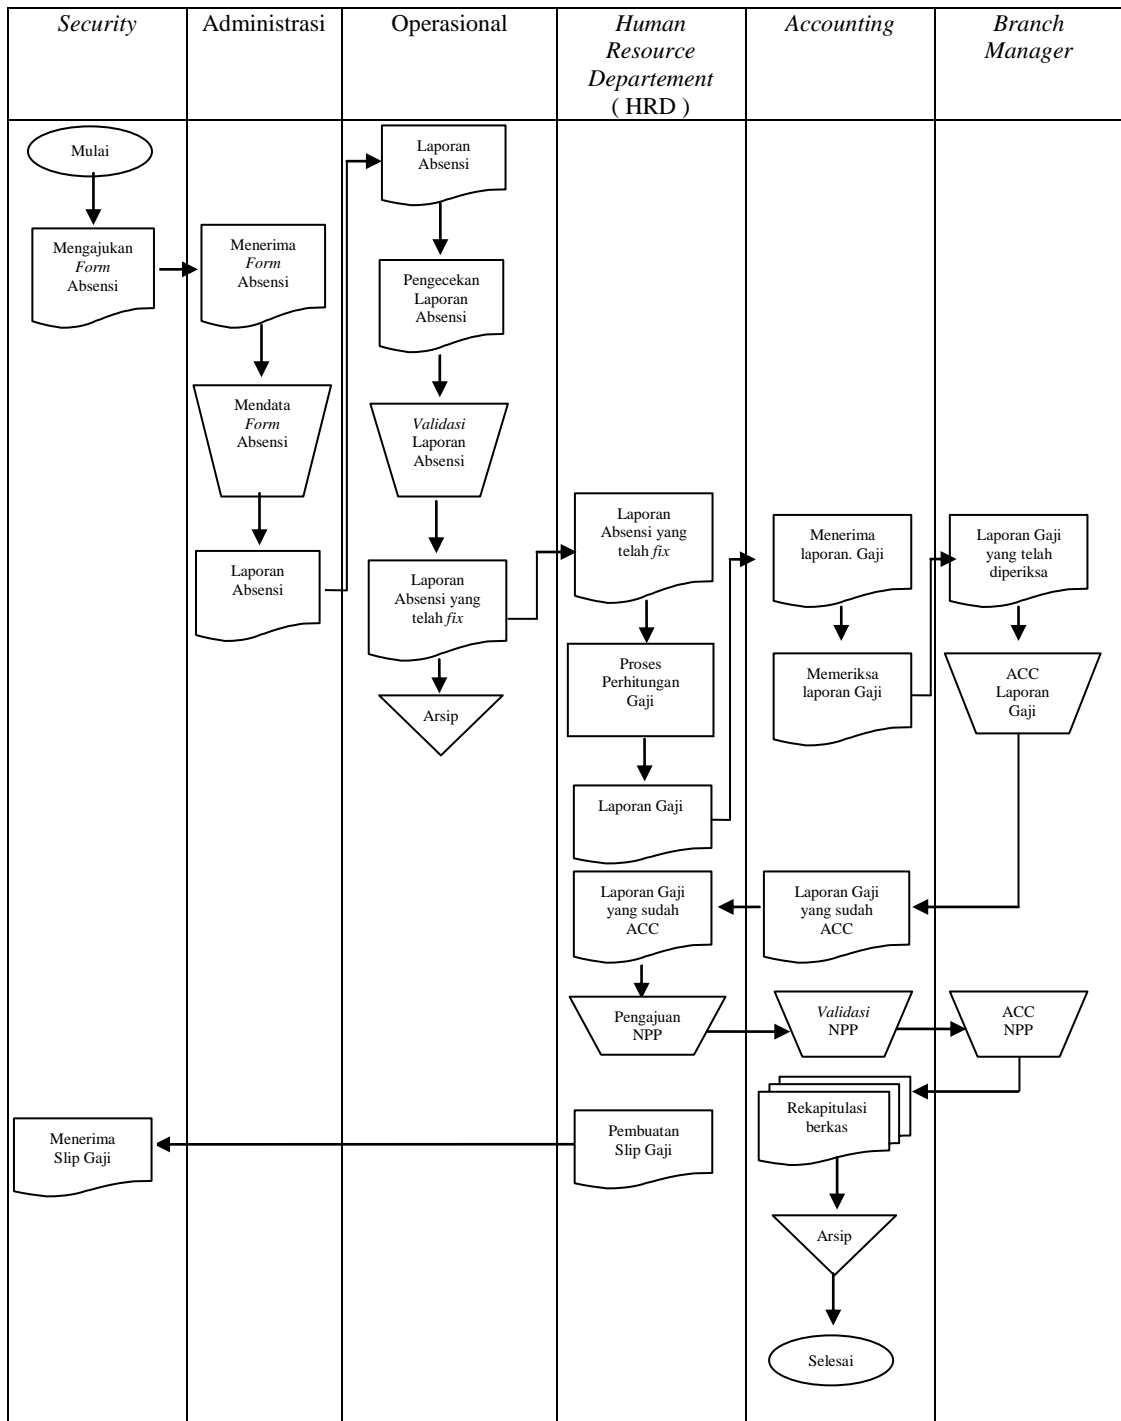 Security
Administrasi
Operasional
Human
Resource
Departement
( HRD )
Accounting
Branch
Manager
Mulai
Mengajukan
Form
Absensi
Menerima
Form
Absensi
Mendata
Form
Absensi
Laporan
Absensi
Laporan
Absensi
Pengecekan
Laporan
Absensi
Validasi
Laporan
Absensi
Laporan
Absensi yang
telah fix
Arsip
Laporan
Absensi yang
telah fix
Proses
Perhitungan
Gaji
Laporan Gaji
Menerima
laporan. Gaji
Memeriksa
laporan Gaji
Laporan Gaji
yang telah
diperiksa
ACC
Laporan
Gaji
Laporan Gaji
yang sudah
ACC
Laporan Gaji
yang sudah
ACC
Pengajuan
NPP
Validasi
NPP
ACC
NPP
Rekapitulasi
berkas
Pembuatan
Slip Gaji
Menerima
Slip Gaji
Arsip
Selesai